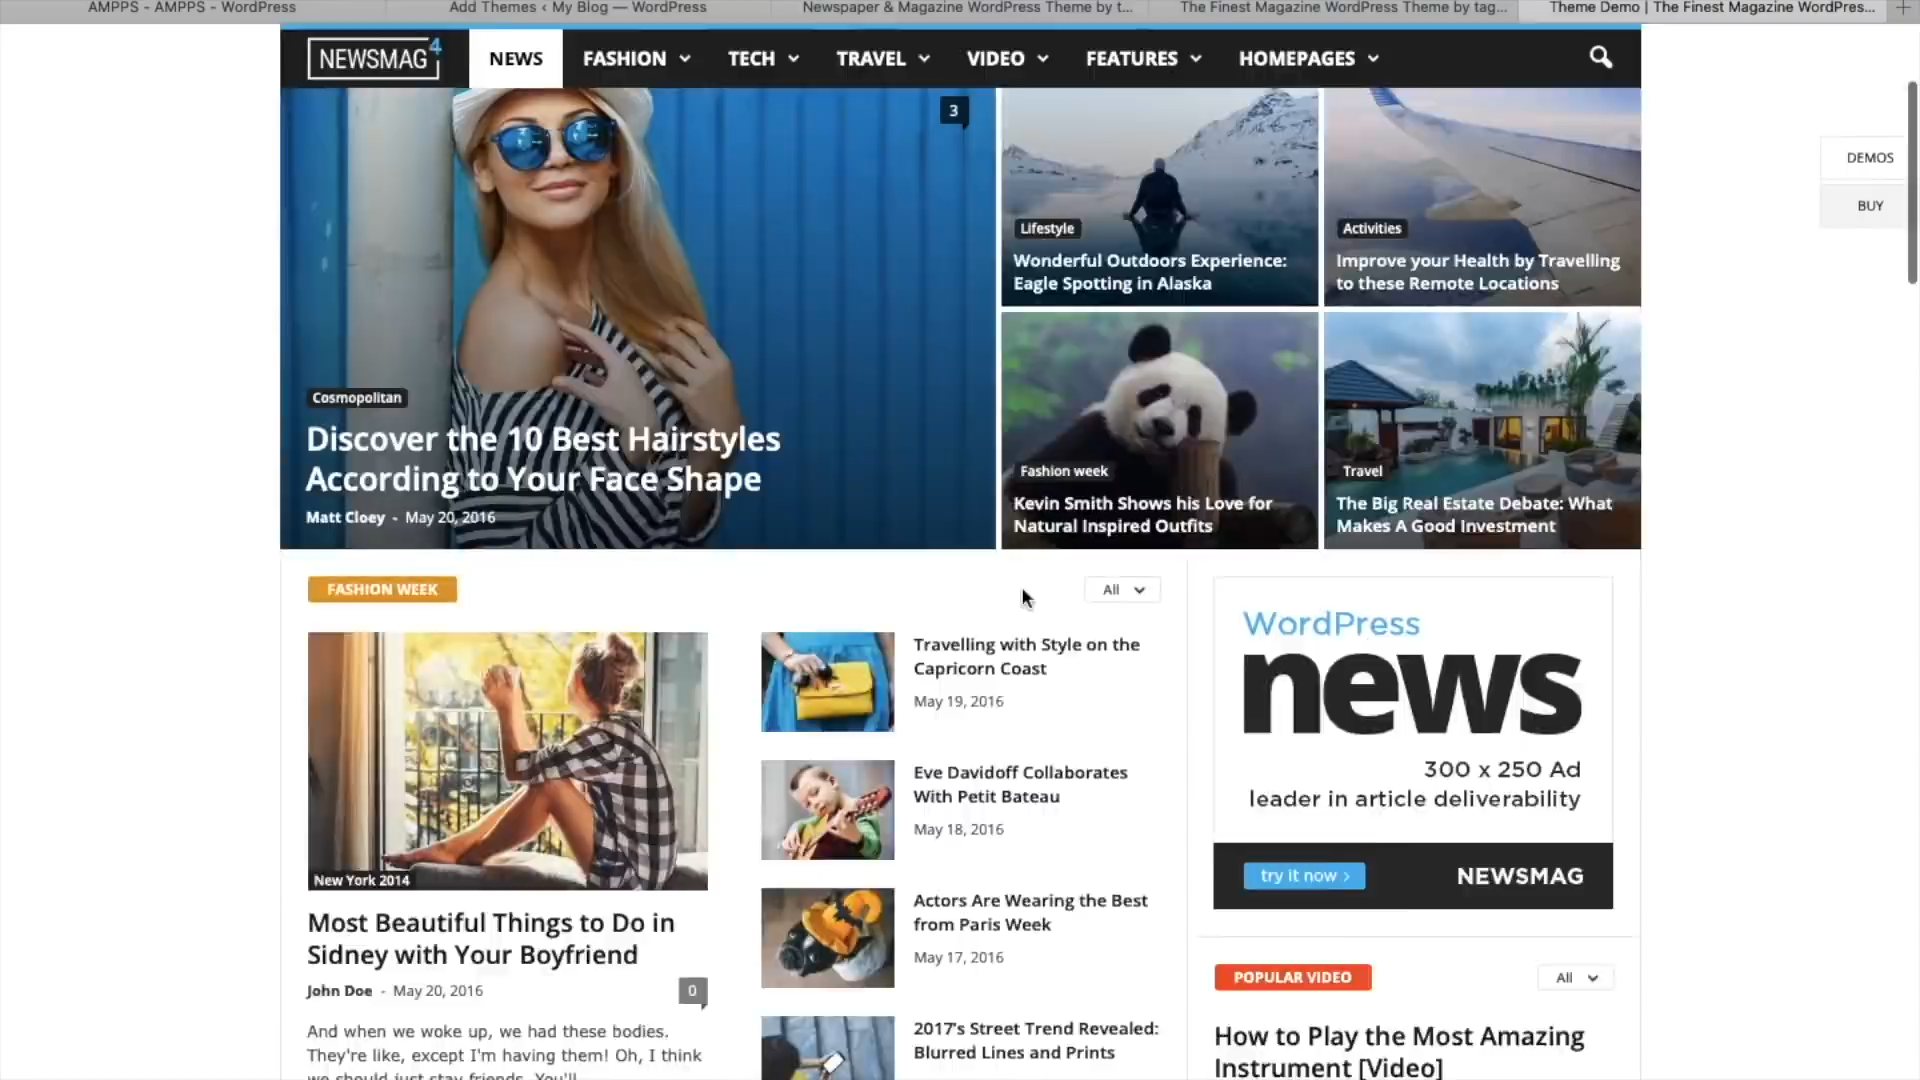 AMPPS - AMPPS - WordPress
Add Themes ‹ My Blog — WordPress
Newspaper & Magazine WordPress Theme by t...
The Finest Magazine WordPress Theme by tag...
Theme Demo | The Finest Magazine WordPres...
NEWSMAG 4
NEWS
FASHION
TECH
TRAVEL
VIDEO
FEATURES
HOMEPAGES
DEMOS
BUY
3
Cosmopolitan
Discover the 10 Best Hairstyles
According to Your Face Shape
Matt Cloey - May 20, 2016
Lifestyle
Wonderful Outdoors Experience:
Eagle Spotting in Alaska
Activities
Improve your Health by Travelling
to these Remote Locations
Fashion week
Kevin Smith Shows his Love for
Natural Inspired Outfits
Travel
The Big Real Estate Debate: What
Makes A Good Investment
FASHION WEEK
All
New York 2014
Most Beautiful Things to Do in
Sidney with Your Boyfriend
John Doe - May 20, 2016
0
And when we woke up, we had these bodies.
They're like, except I'm having them! Oh, I think
we should just stay friends. You'll
Travelling with Style on the
Capricorn Coast
May 19, 2016
Eve Davidoff Collaborates
With Petit Bateau
May 18, 2016
Actors Are Wearing the Best
from Paris Week
May 17, 2016
2017's Street Trend Revealed:
Blurred Lines and Prints
WordPress
news
300 x 250 Ad
leader in article deliverability
try it now ›
NEWSMAG
POPULAR VIDEO
All
How to Play the Most Amazing
Instrument [Video]